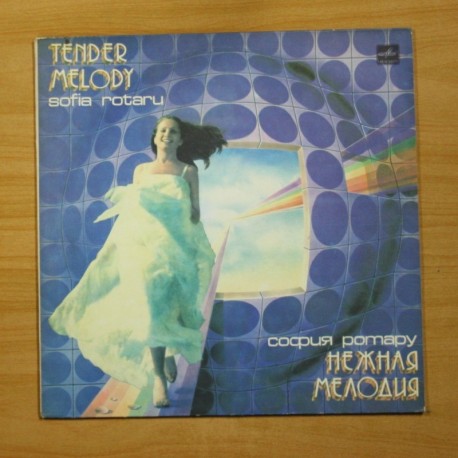 TENDER
MELODY
sofia rotaru
софия ротару
НЕЖНАЯ
МЕЛОДИЯ